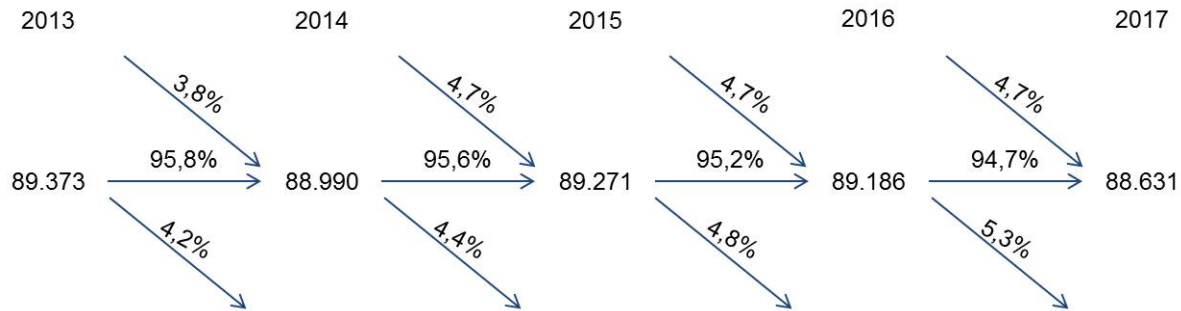 2013 2014 2015 2016 2017
3,8% 4,7% 4,7% 4,7%
95,8% 95,6% 95,2% 94,7%
89.373 88.990 89.271 89.186 88.631
4,2% 4,4% 4,8% 5,3%